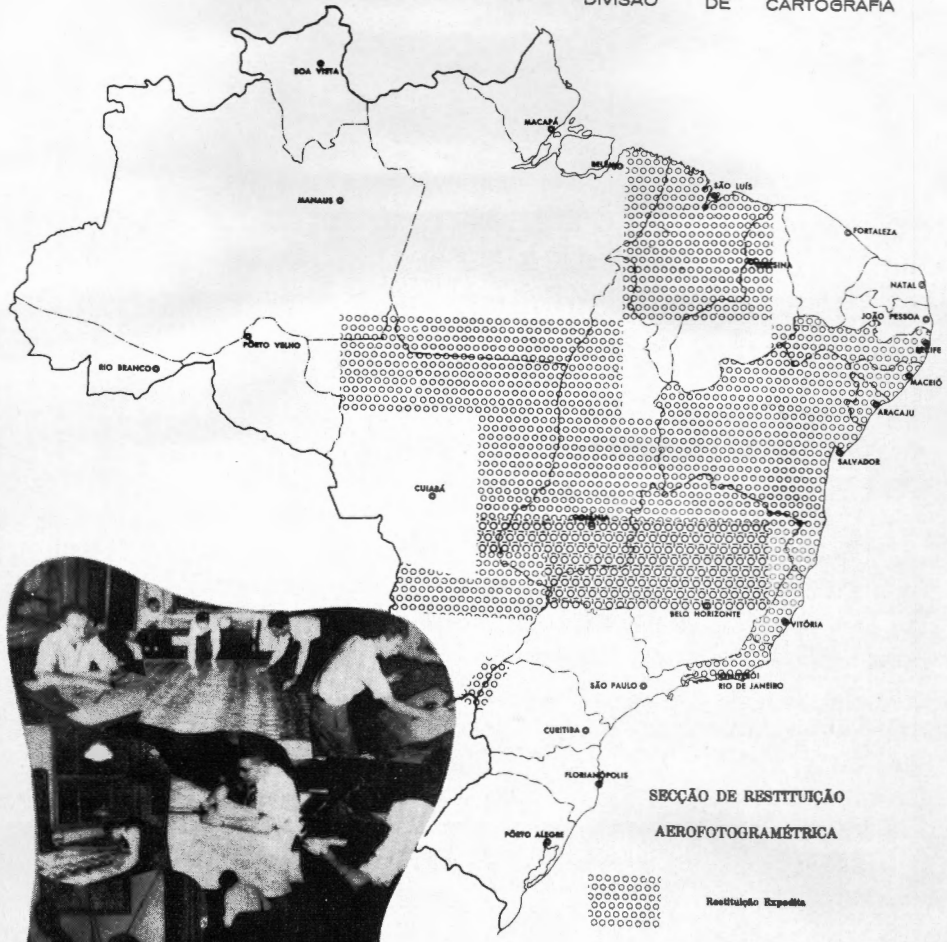 DIVISÃO DE CARTOGRAFIA
BOA VISTA
MACAPÁ
BELÉM
SÃO LUÍS
MANAUS
FORTALEZA
NATAL
JOÃO PESSOA
PÔRTO VELHO
RECIFE
RIO BRANCO
MACEIÓ
ARACAJU
SALVADOR
CUIABÁ
GOIÂNIA
BELO HORIZONTE
VITÓRIA
SÃO PAULO
RIO DE JANEIRO
CURITIBA
FLORIANÓPOLIS
SECÇÃO DE RESTITUIÇÃO
AEROFOTOGRAMÉTRICA
PÔRTO ALEGRE
Restituição Expedita